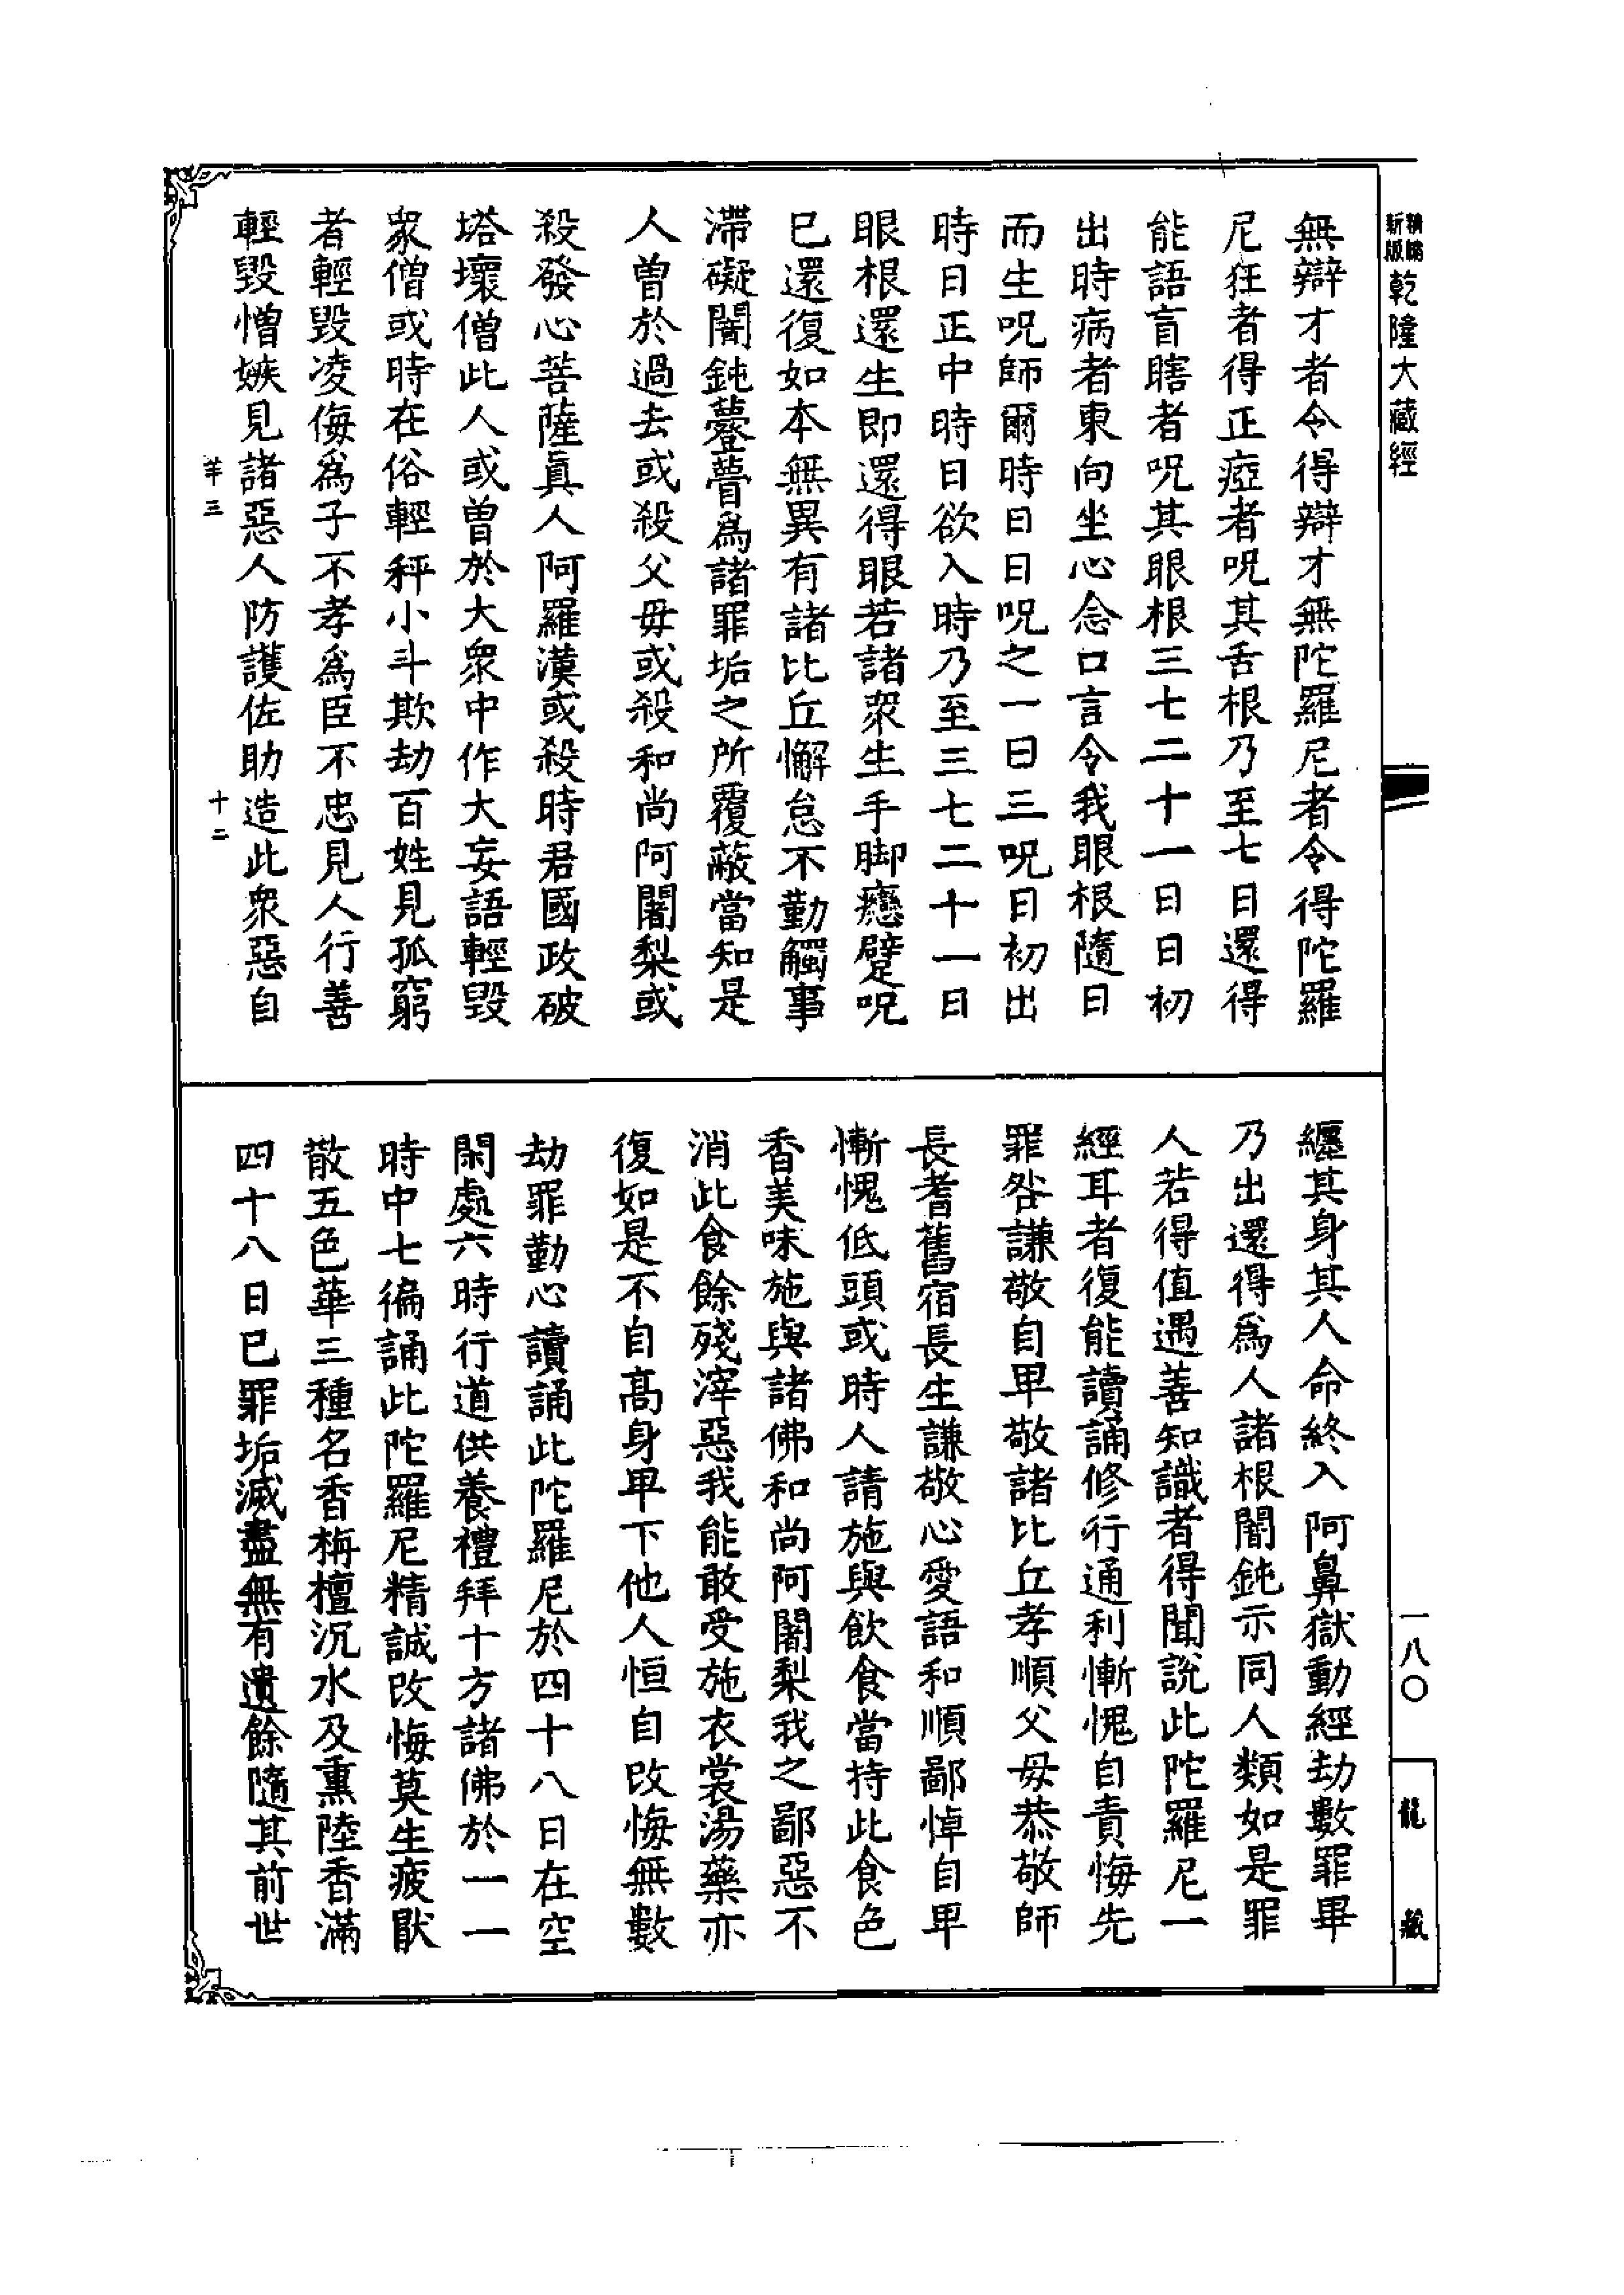 新版
精縮
乾隆大藏經
無辯才者令得辯才無陀羅尼者令得陀羅
尼狂者得正瘂者呪其舌根乃至七日還得
能語盲瞎者呪其眼根三七二十一日日初
出時病者東向坐心念口言令我眼根隨日
而生呪師爾時日日呪之一日三呪日初出
時日正中時日欲入時乃至三七二十一日
眼根還生即還得眼若諸衆生手脚癋躄呪
已還復如本無異有諸比丘懈怠不勤觸事
滯礙闇鈍薹瞢爲諸罪垢之所覆蔽當知是
人曾於過去或殺父母或殺和尚阿闍梨或
殺發心菩薩眞人阿羅漢或殺時君國政破
塔壞僧此人或曾於大衆中作大妄語輕毀
衆僧或時在俗輕秤小斗欺劫百姓見孤窮
者輕毀凌侮爲子不孝爲臣不忠見人行善
輕毀憎嫉見諸惡人防護佐助造此衆惡自
羊三
十二
纏其身其人命終入阿鼻獄動經劫數罪畢
乃出還得爲人諸根闇鈍示同人類如是罪
人若得值遇善知識者得聞說此陀羅尼一
經耳者復能讀誦修行通利慚愧自責悔先
罪咎謙敬自卑敬諸比丘孝順父母恭敬師
長耆舊宿長生謙敬心愛語和順鄙悼自卑
慚愧低頭或時人請施與飲食當持此食色
香美味施與諸佛和尚阿闍梨我之鄙惡不
消此食餘殘滓惡我能敢受施衣裳湯藥亦
復如是不自高身卑下他人恒自改悔無數
劫罪勤心讀誦此陀羅尼於四十八日在空
閑處六時行道供養禮拜十方諸佛於一一
時中七徧誦此陀羅尼精誠改悔莫生疲厭
散五色華三種名香栴檀沉水及熏陸香滿
四十八日已罪垢滅盡無有遺餘隨其前世
一八〇
龍藏